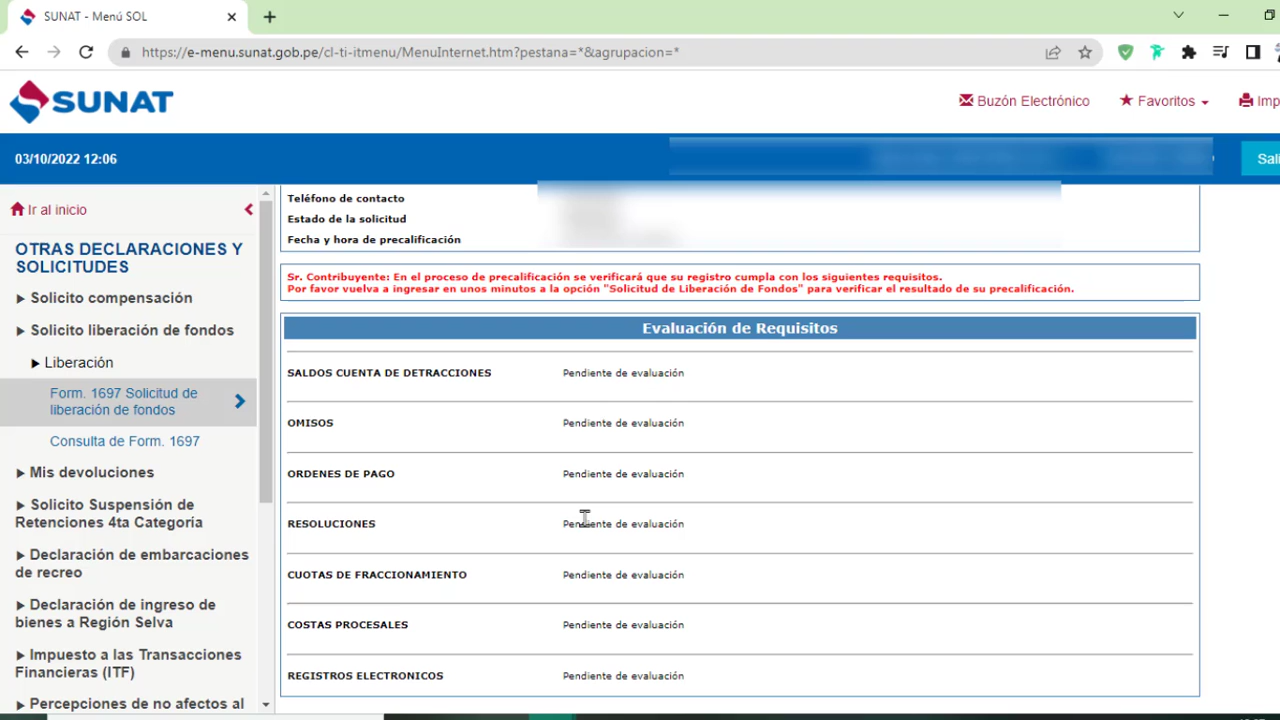 SUNAT - Menú SOL
https://e-menu.sunat.gob.pe/cl-ti-itmenu/MenuInternet.htm?pestana=*&agrupacion=*
SUNAT
Buzón Electrónico
Favoritos
Imp
03/10/2022 12:06
Sali
Ir al inicio
OTRAS DECLARACIONES Y
SOLICITUDES
Solicito compensación
Solicito liberación de fondos
Liberación
Form. 1697 Solicitud de
liberación de fondos
Consulta de Form. 1697
Mis devoluciones
Solicito Suspensión de
Retenciones 4ta Categoría
Declaración de embarcaciones
de recreo
Declaración de ingreso de
bienes a Región Selva
Impuesto a las Transacciones
Financieras (ITF)
Percepciones de no afectos al
Teléfono de contacto
Estado de la solicitud
Fecha y hora de precalificación
Sr. Contribuyente: En el proceso de precalificación se verificará que su registro cumpla con los siguientes requisitos.
Por favor vuelva a ingresar en unos minutos a la opción "Solicitud de Liberación de Fondos" para verificar el resultado de su precalificación.
Evaluación de Requisitos
SALDOS CUENTA DE DETRACCIONES Pendiente de evaluación
OMISOS Pendiente de evaluación
ORDENES DE PAGO Pendiente de evaluación
RESOLUCIONES Pendiente de evaluación
CUOTAS DE FRACCIONAMIENTO Pendiente de evaluación
COSTAS PROCESALES Pendiente de evaluación
REGISTROS ELECTRONICOS Pendiente de evaluación